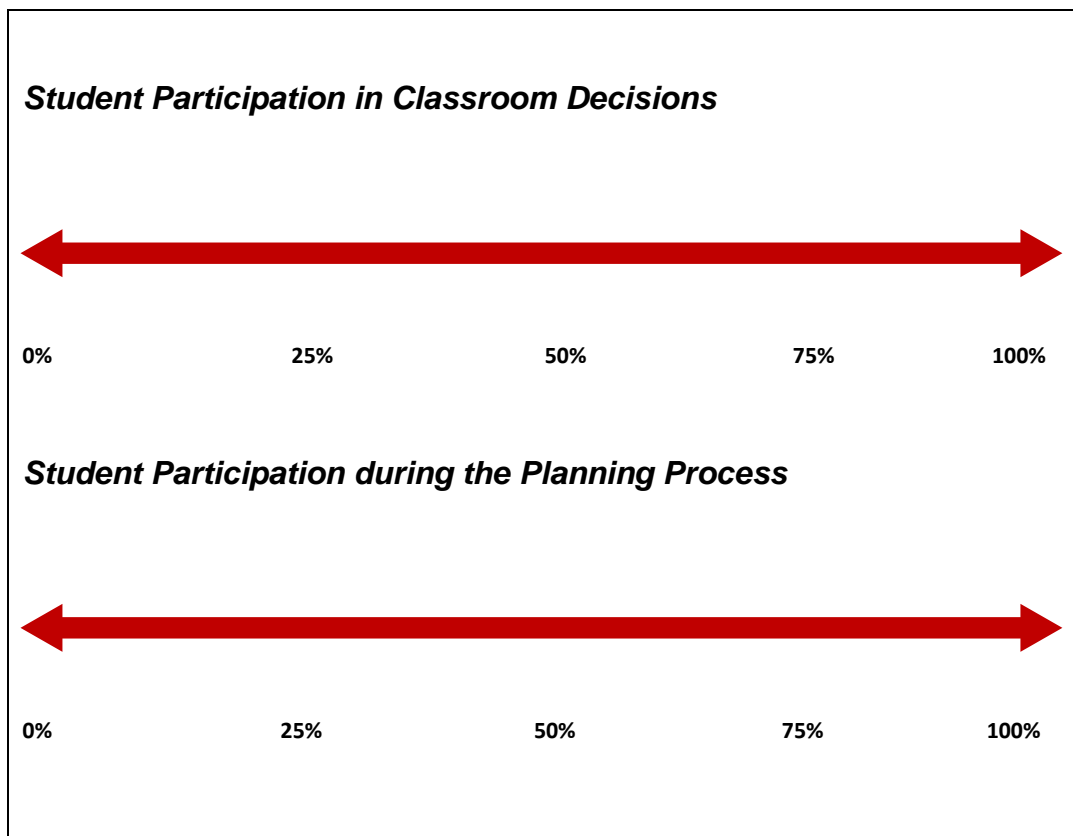 Student Participation in Classroom Decisions
0% 25% 50% 75% 100%
Student Participation during the Planning Process
0% 25% 50% 75% 100%